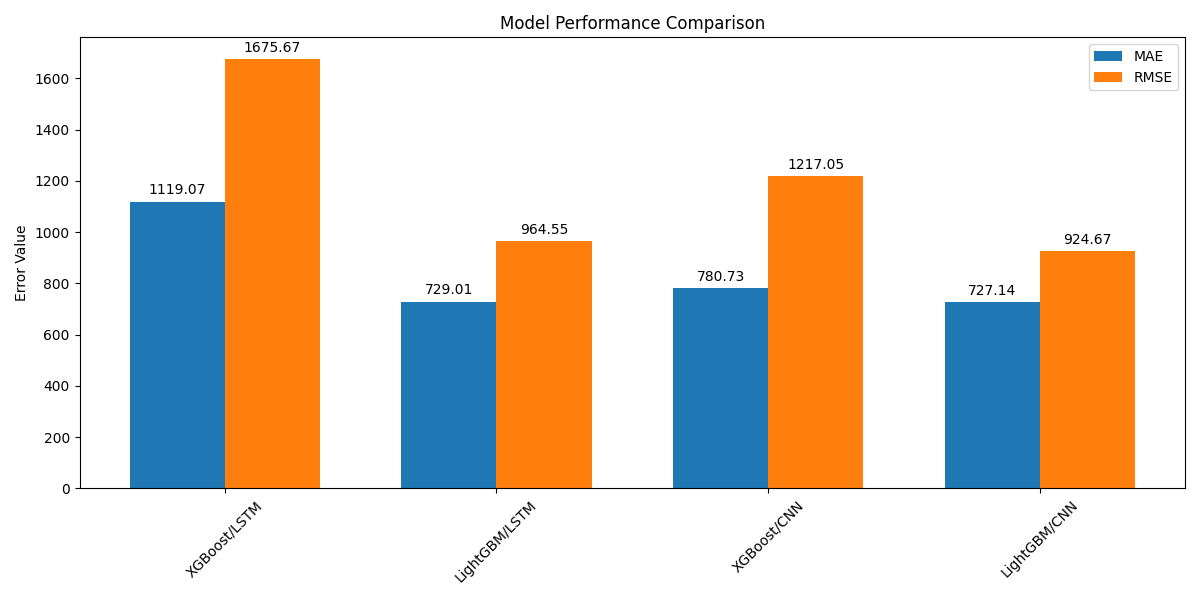 Model Performance Comparison
MAE
RMSE
Error Value
1600
1400
1200
1000
800
600
400
200
0
1119.07
1675.67
729.01
964.55
780.73
1217.05
727.14
924.67
XGBoost/LSTM
LightGBM/LSTM
XGBoost/CNN
LightGBM/CNN